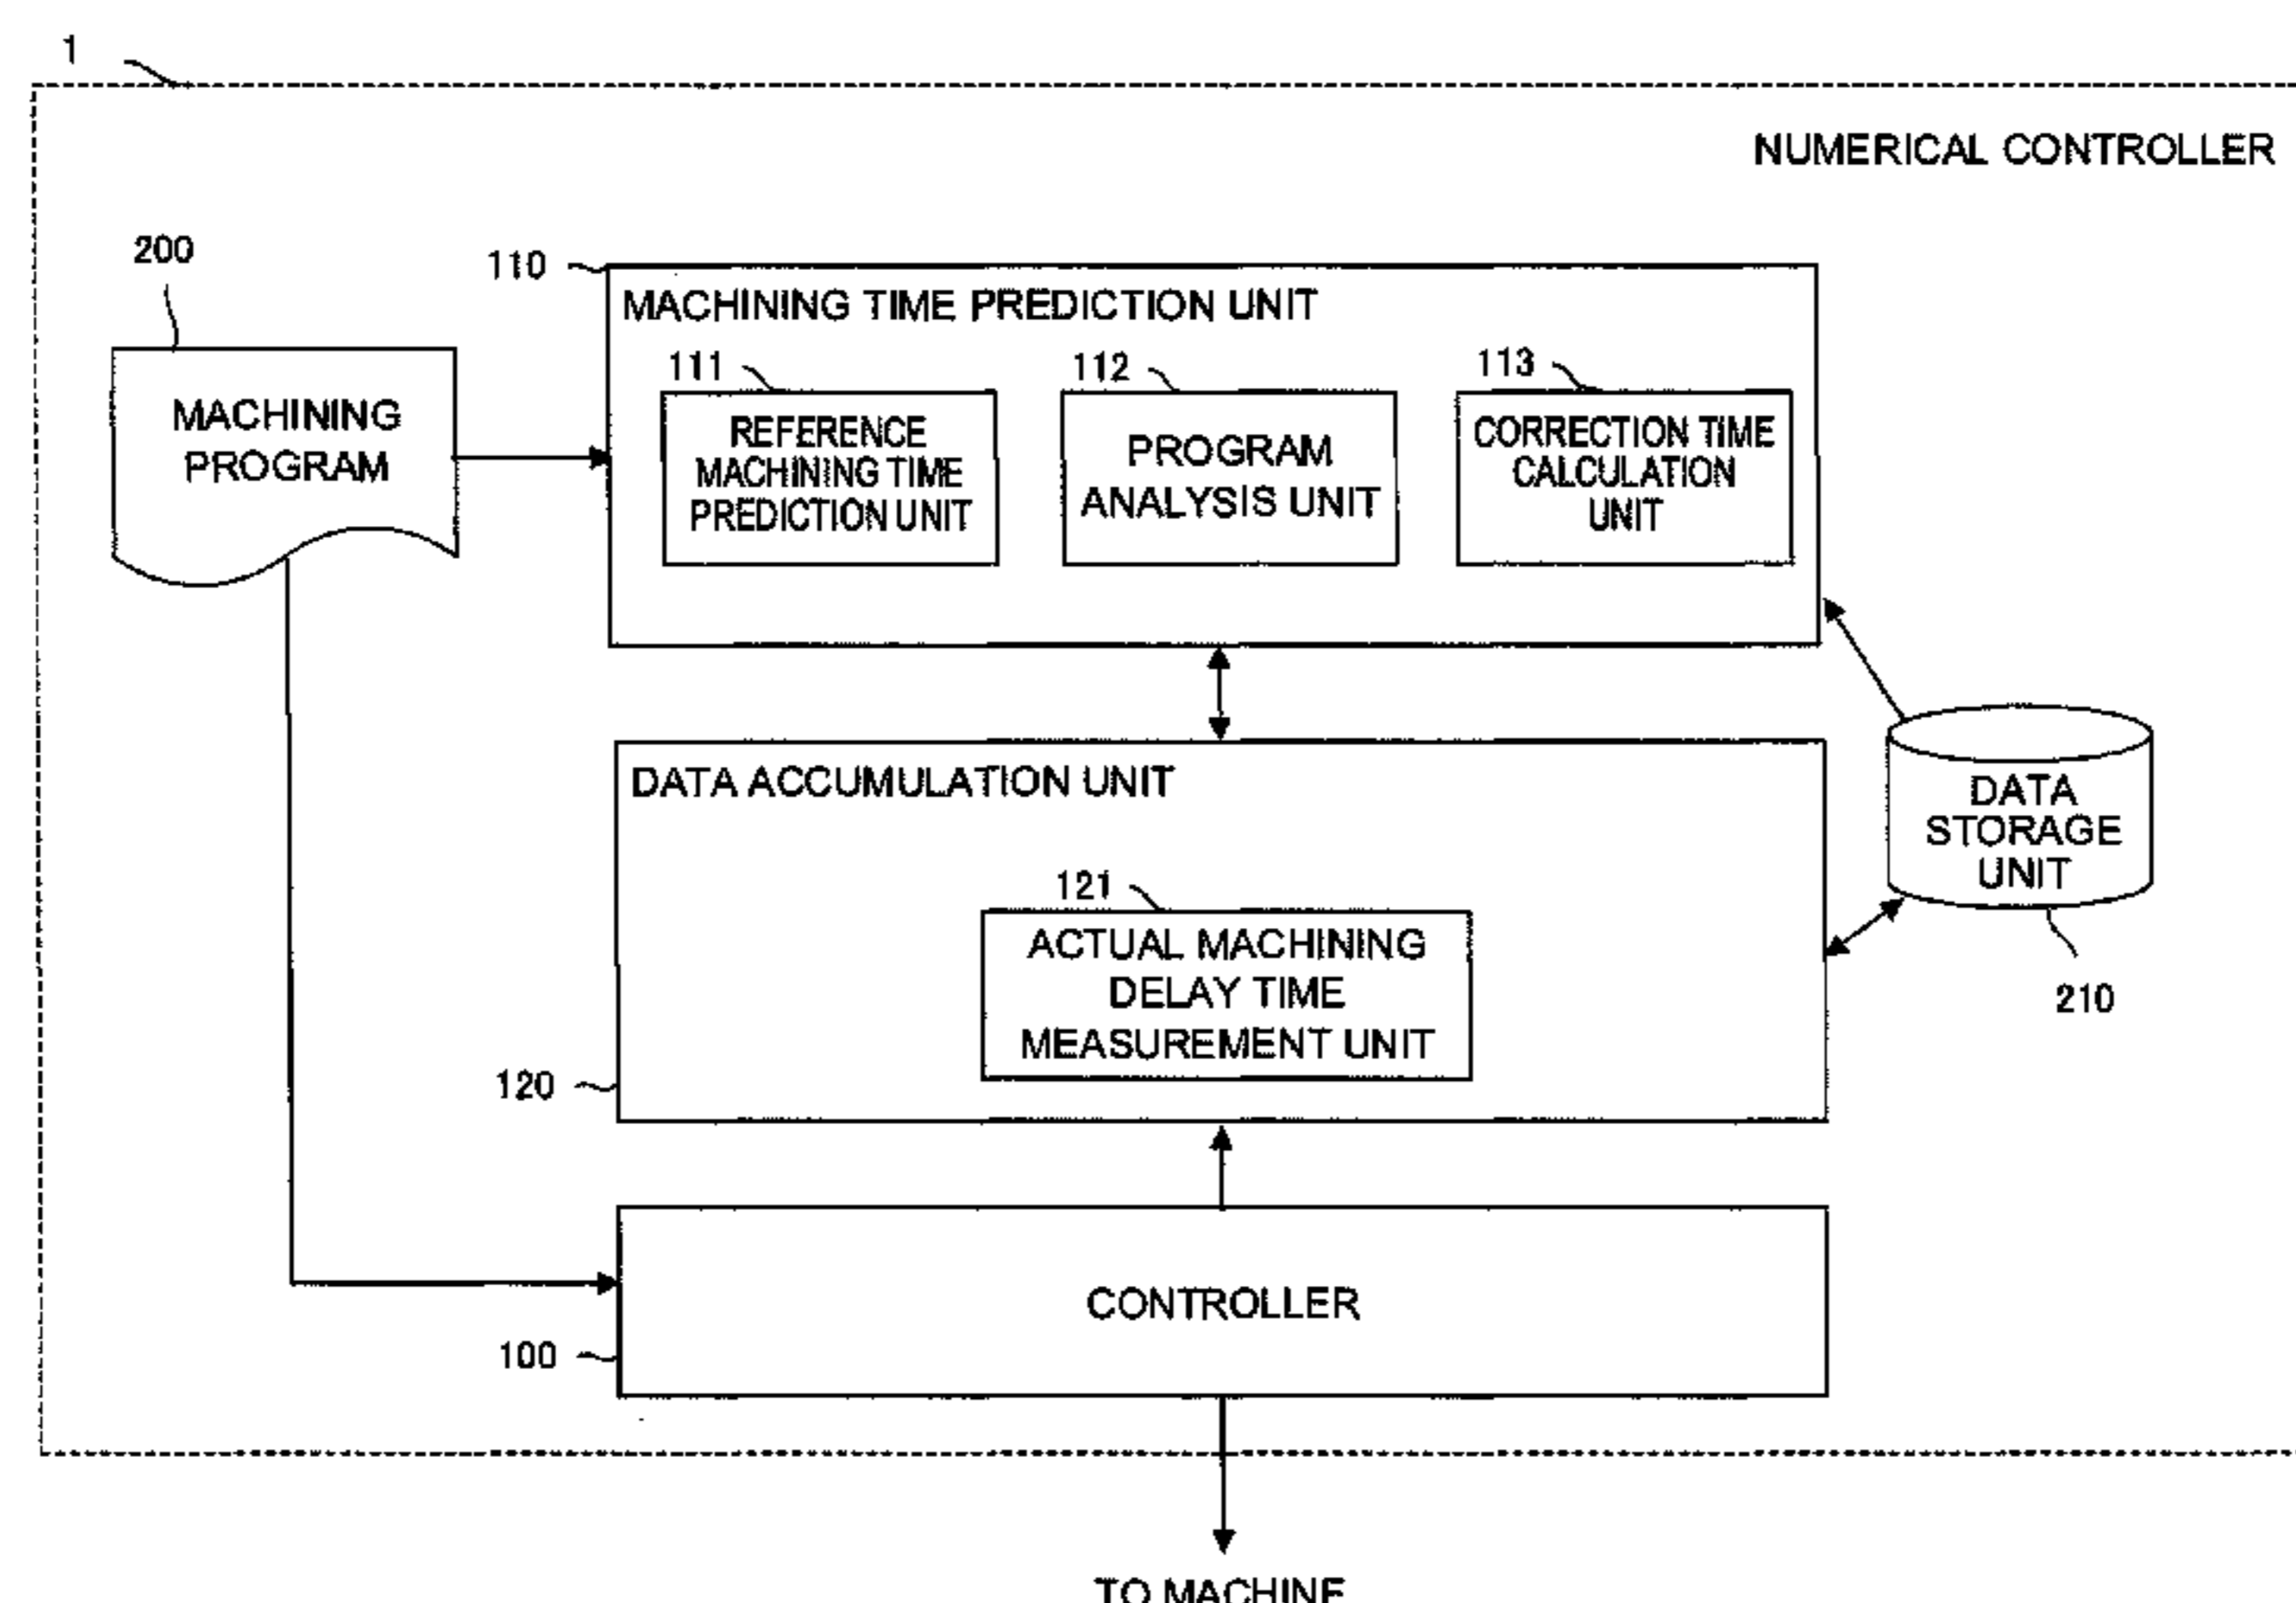 1
NUMERICAL CONTROLLER
200
110
MACHINING TIME PREDICTION UNIT
MACHINING
PROGRAM
111
REFERENCE
MACHINING TIME
PREDICTION UNIT
112
PROGRAM
ANALYSIS UNIT
113
CORRECTION TIME
CALCULATION
UNIT
DATA ACCUMULATION UNIT
DATA
STORAGE
UNIT
210
121
ACTUAL MACHINING
DELAY TIME
MEASUREMENT UNIT
120
CONTROLLER
100
TO MACHINE